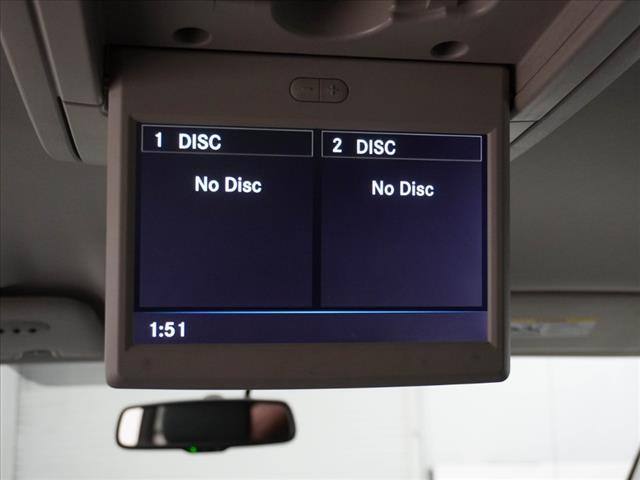 − +
1 DISC
2 DISC
No Disc
No Disc
1:51